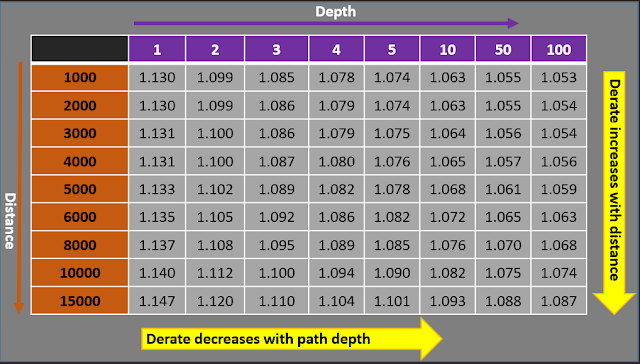 Depth
1 2 3 4 5 10 50 100
1000 1.130 1.099 1.085 1.078 1.074 1.063 1.055 1.053
2000 1.130 1.099 1.086 1.079 1.074 1.063 1.055 1.054
3000 1.131 1.100 1.086 1.079 1.075 1.064 1.056 1.054
4000 1.131 1.100 1.087 1.080 1.076 1.065 1.057 1.056
5000 1.133 1.102 1.089 1.082 1.078 1.068 1.061 1.059
6000 1.135 1.105 1.092 1.086 1.082 1.072 1.065 1.063
8000 1.137 1.108 1.095 1.089 1.085 1.076 1.070 1.068
10000 1.140 1.112 1.100 1.094 1.090 1.082 1.075 1.074
15000 1.147 1.120 1.110 1.104 1.101 1.093 1.088 1.087
Distance
Derate increases with distance
Derate decreases with path depth